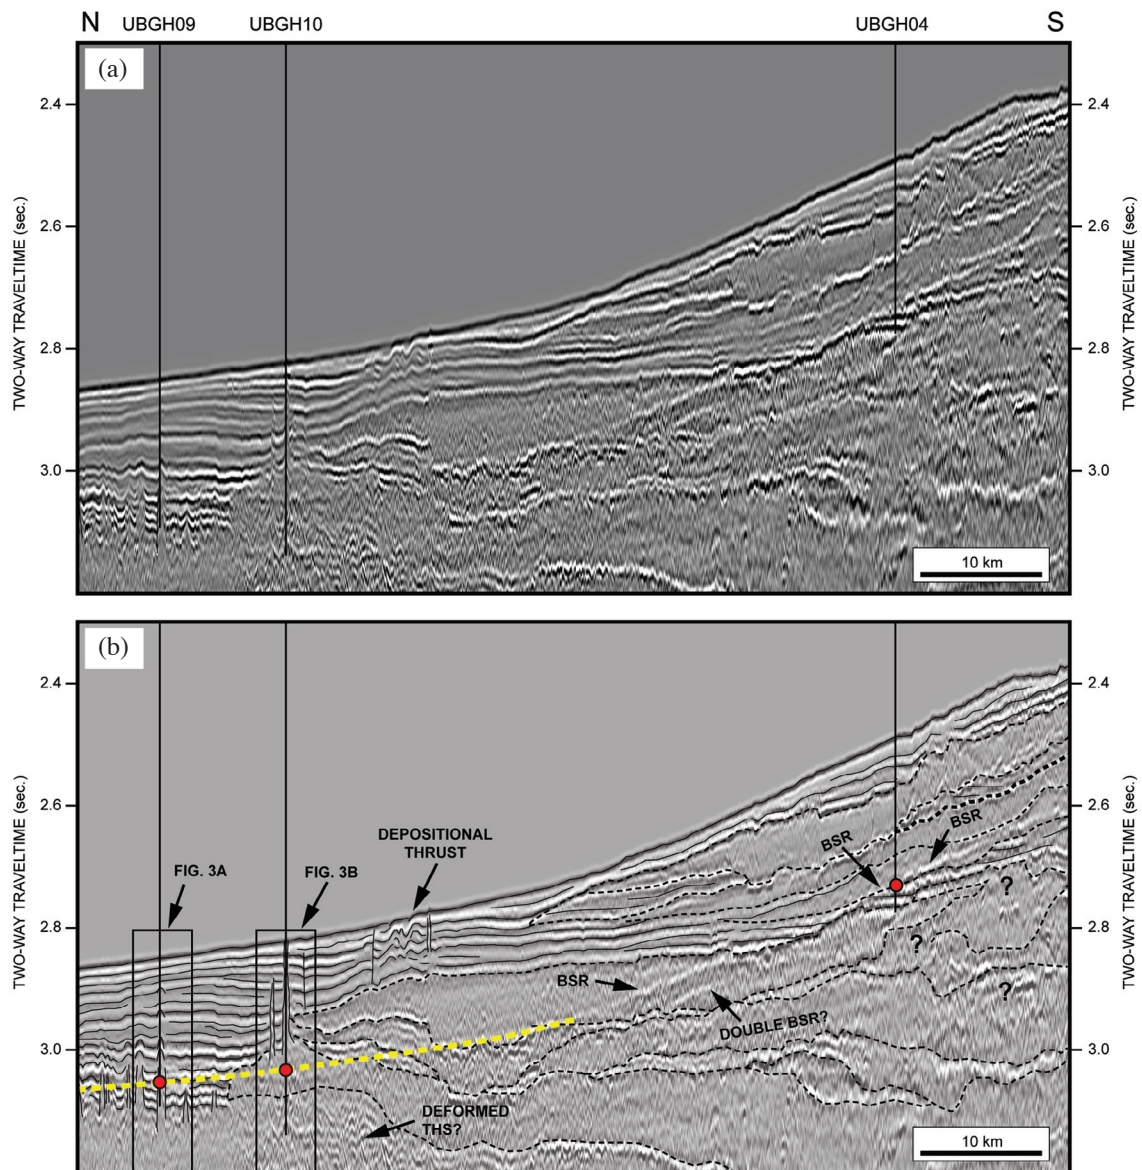 N UBGH09 UBGH10 UBGH04 S
(a)
2.4 2.4
2.6 2.6
2.8 2.8
3.0 3.0
TWO-WAY TRAVELTIME (sec.)
TWO-WAY TRAVELTIME (sec.)
10 km
(b)
2.4 2.4
2.6 2.6
2.8 2.8
3.0 3.0
TWO-WAY TRAVELTIME (sec.)
TWO-WAY TRAVELTIME (sec.)
BSR
BSR
DEPOSITIONAL
THRUST
FIG. 3A
FIG. 3B
?
?
?
BSR
DOUBLE BSR?
DEFORMED
THS?
10 km